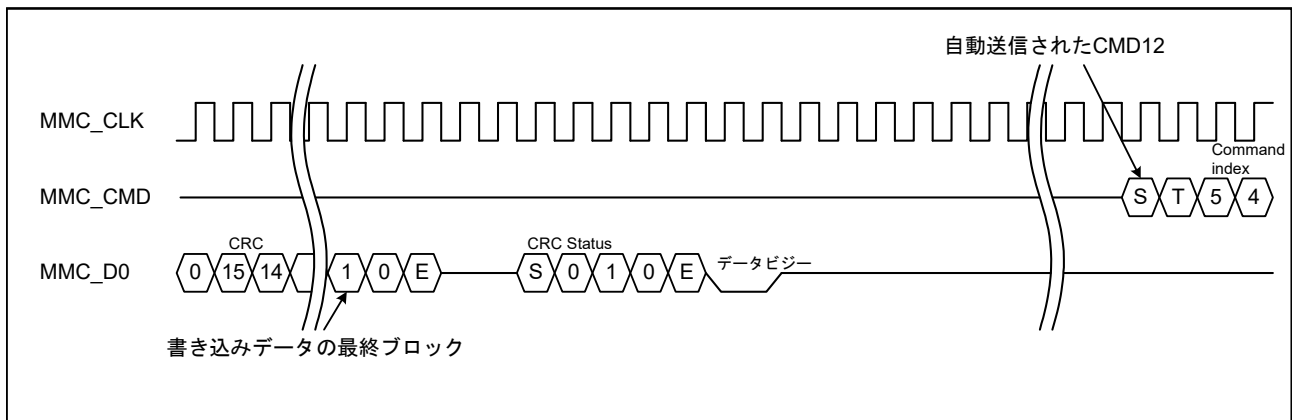 自動送信されたCMD12
MMC_CLK
Command
index
MMC_CMD
S T 5 4
CRC
CRC Status
MMC_D0
0 15 14 1 0 E S 0 1 0 E データビジー
書き込みデータの最終ブロック